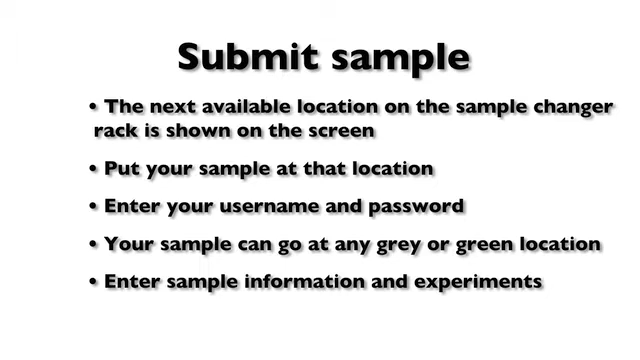 Submit sample
• The next available location on the sample changer
rack is shown on the screen
• Put your sample at that location
• Enter your username and password
• Your sample can go at any grey or green location
• Enter sample information and experiments